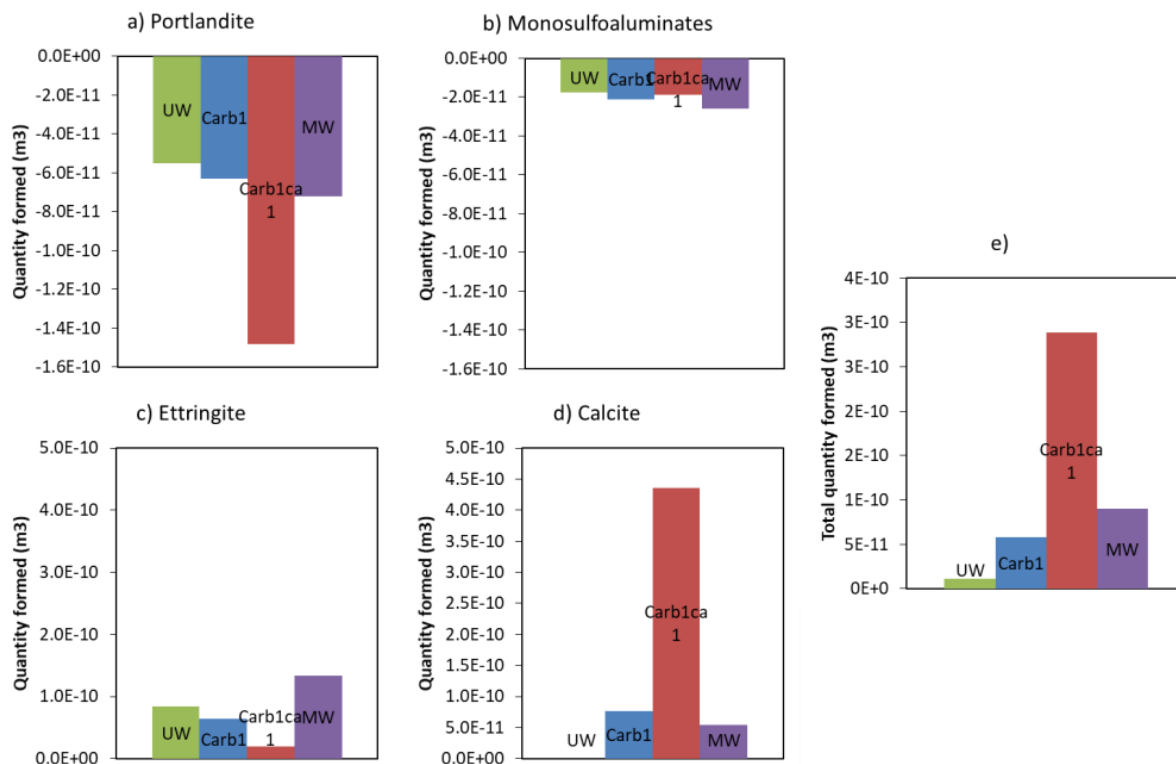 a) Portlandite
Quantity formed (m3)
0.0E+00
-2.0E-11
-4.0E-11
-6.0E-11
-8.0E-11
-1.0E-10
-1.2E-10
-1.4E-10
-1.6E-10
UW
Carb1
Carb1ca
1
MW
b) Monosulfoaluminates
Quantity formed (m3)
0.0E+00
-2.0E-11
-4.0E-11
-6.0E-11
-8.0E-11
-1.0E-10
-1.2E-10
-1.4E-10
-1.6E-10
UW
Carb1
Carb1ca
1
MW
c) Ettringite
Quantity formed (m3)
5.0E-10
4.0E-10
3.0E-10
2.0E-10
1.0E-10
0.0E+00
UW
Carb1
Carb1ca
1
MW
d) Calcite
Quantity formed (m3)
5.0E-10
4.5E-10
4.0E-10
3.5E-10
3.0E-10
2.5E-10
2.0E-10
1.5E-10
1.0E-10
5.0E-11
0.0E+00
UW
Carb1
Carb1ca
1
MW
e)
Total quantity formed (m3)
4E-10
3E-10
3E-10
2E-10
2E-10
1E-10
5E-11
0E+0
UW
Carb1
Carb1ca
1
MW